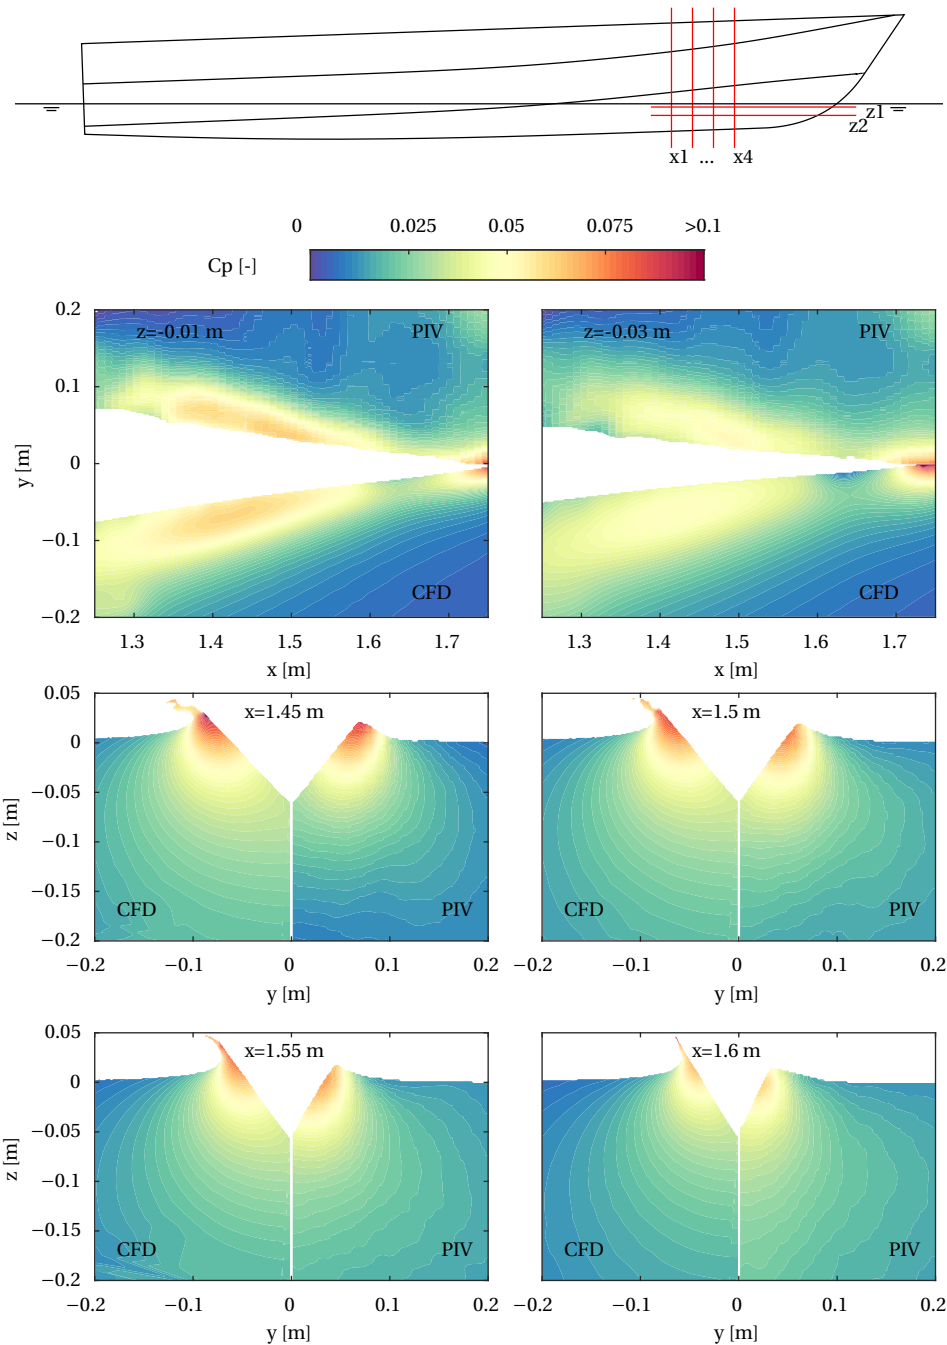 z1
z2
x1 ... x4
0 0.025 0.05 0.075 >0.1
Cp [-]
0.2 z=-0.01 m PIV z=-0.03 m PIV
0.1
0
y [m]
−0.1
CFD CFD
−0.2
1.3 1.4 1.5 1.6 1.7 1.3 1.4 1.5 1.6 1.7
x [m] x [m]
0.05
x=1.45 m x=1.5 m
0
−0.05
z [m]
−0.1
−0.15
CFD PIV CFD PIV
−0.2
−0.2 −0.1 0 0.1 0.2 −0.2 −0.1 0 0.1 0.2
y [m] y [m]
0.05
x=1.55 m x=1.6 m
0
−0.05
z [m]
−0.1
−0.15
CFD PIV CFD PIV
−0.2
−0.2 −0.1 0 0.1 0.2 −0.2 −0.1 0 0.1 0.2
y [m] y [m]